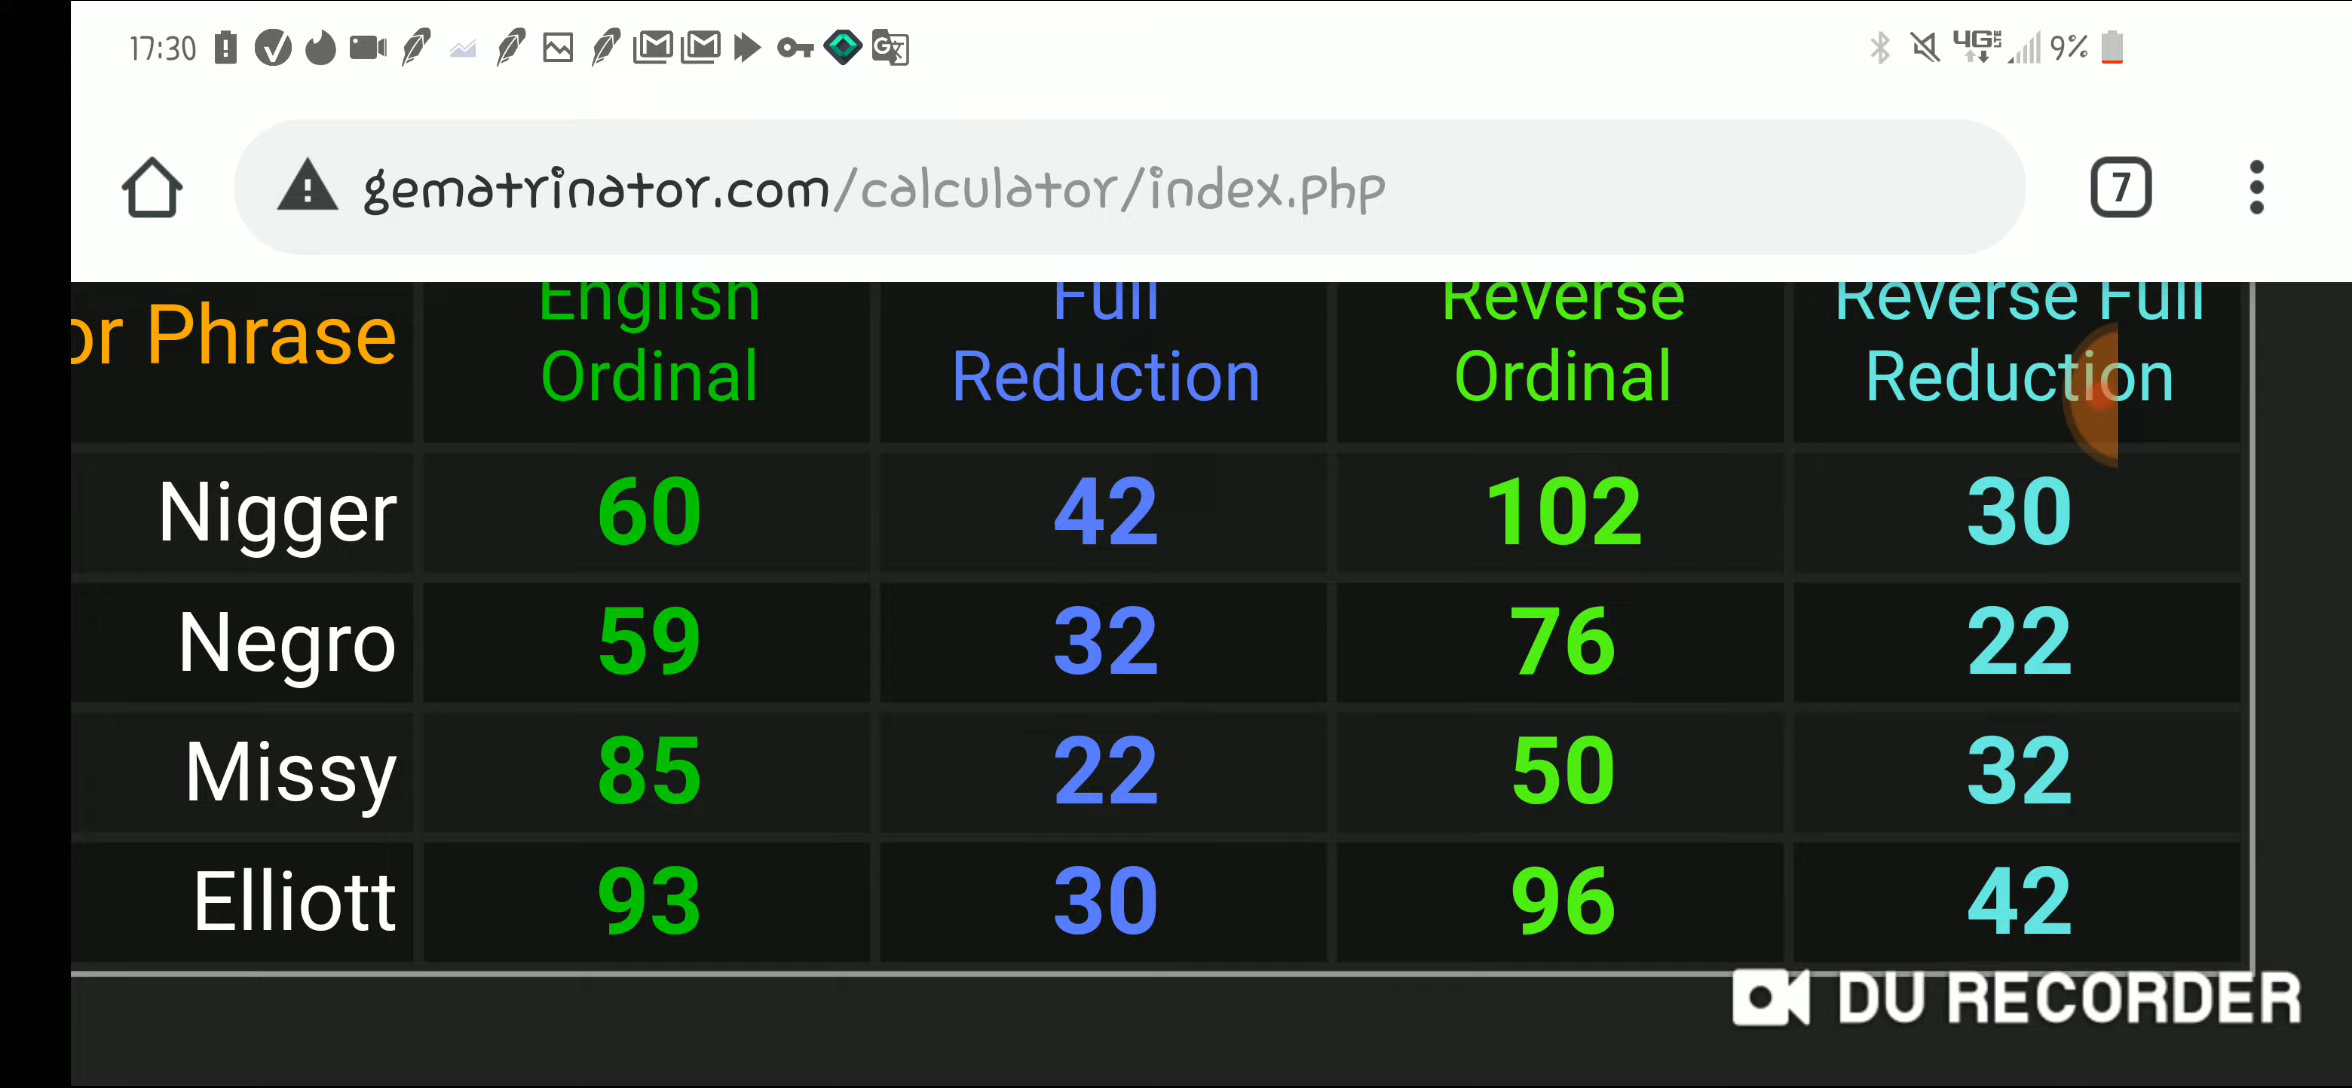 17:30 4G LTE 9%
gematrinator.com/calculator/index.php 7
or Phrase English Ordinal Full Reduction Reverse Ordinal Reverse Full Reduction
Nigger 60 42 102 30
Negro 59 32 76 22
Missy 85 22 50 32
Elliott 93 30 96 42
DU RECORDER